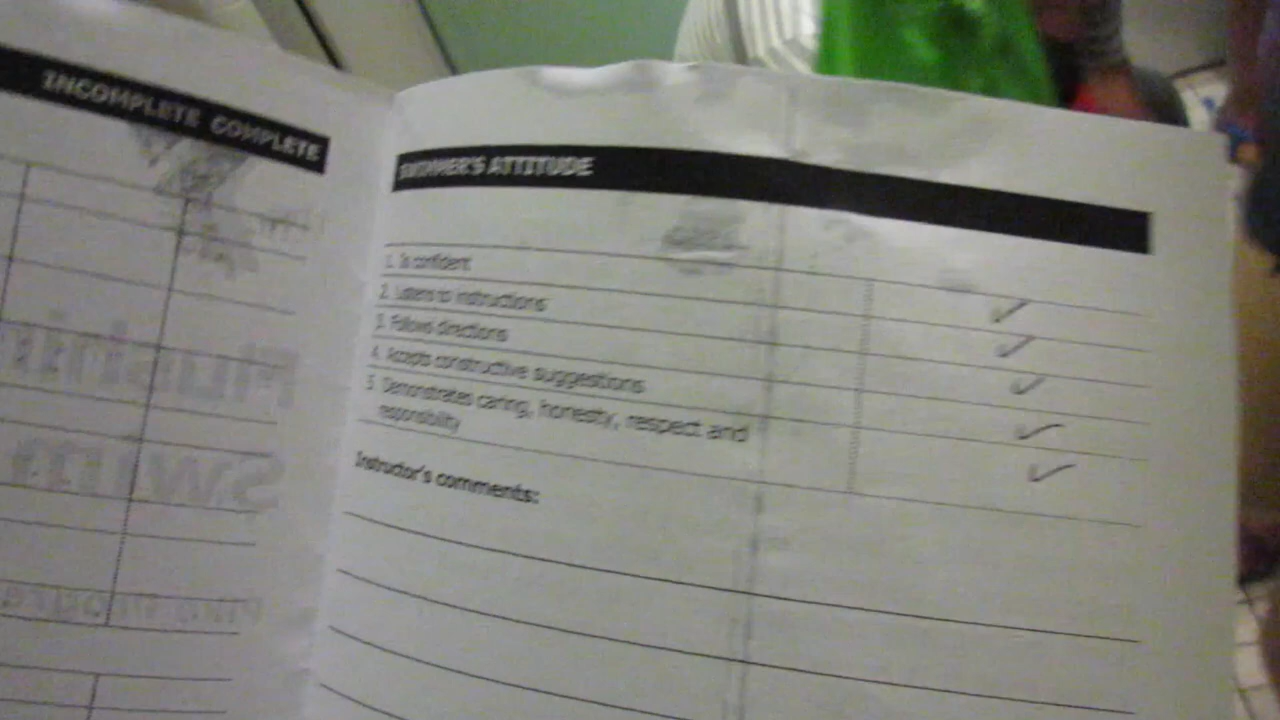 INCOMPLETE COMPLETE
SWIMMER'S ATTITUDE
1. Is confident
2. Listens to instructions
3. Follows directions
4. Accepts constructive suggestions
5. Demonstrates caring, honesty, respect and
responsibility
Instructor's comments: